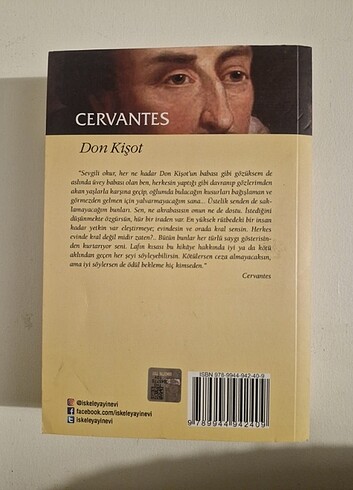 CERVANTES
Don Kişot
"Sevgili okur, her ne kadar Don Kişot'un babası gibi gözüksem de
aslında üvey babası olan ben, herkesin yaptığı gibi davranıp gözlerimden
akan yaşlarla karşına geçip, oğlumda bulacağın kusurları bağışlaman ve
görmezden gelmen için yalvarmayacağım sana... Üstelik senden de sak-
lamayacağım bunları. Sen, ne akrabasısın onun ne de dostu. İstediğini
düşünmekte özgürsün, hür bir iraden var. En yüksek rütbedeki bir insan
kadar yetkin var eleştirmeye; evindesin ve orada kral sensin. Herkes
evinde kral değil midir zaten?.. Bütün bunlar her türlü saygı gösterisin-
den kurtarıyor seni. Lafın kısası bu hikâye hakkında iyi ya da kötü
aklından geçen her şeyi söyleyebilirsin. Kötülersen ceza almayacaksın,
ama iyi söylersen de ödül bekleme hiç kimseden."
Cervantes
@iskeleyayinevi
facebook.com/iskeleyayinevi
iskeleyayinevi
ISBN 978-9944-942-40-9
9 789944 942409